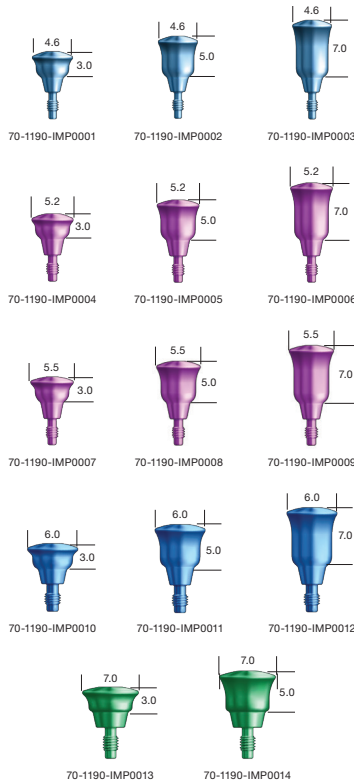 4.6
3.0
70-1190-IMP0001
4.6
5.0
70-1190-IMP0002
4.6
7.0
70-1190-IMP0003
5.2
3.0
70-1190-IMP0004
5.2
5.0
70-1190-IMP0005
5.2
7.0
70-1190-IMP0006
5.5
3.0
70-1190-IMP0007
5.5
5.0
70-1190-IMP0008
5.5
7.0
70-1190-IMP0009
6.0
3.0
70-1190-IMP0010
6.0
5.0
70-1190-IMP0011
6.0
7.0
70-1190-IMP0012
7.0
3.0
70-1190-IMP0013
7.0
5.0
70-1190-IMP0014